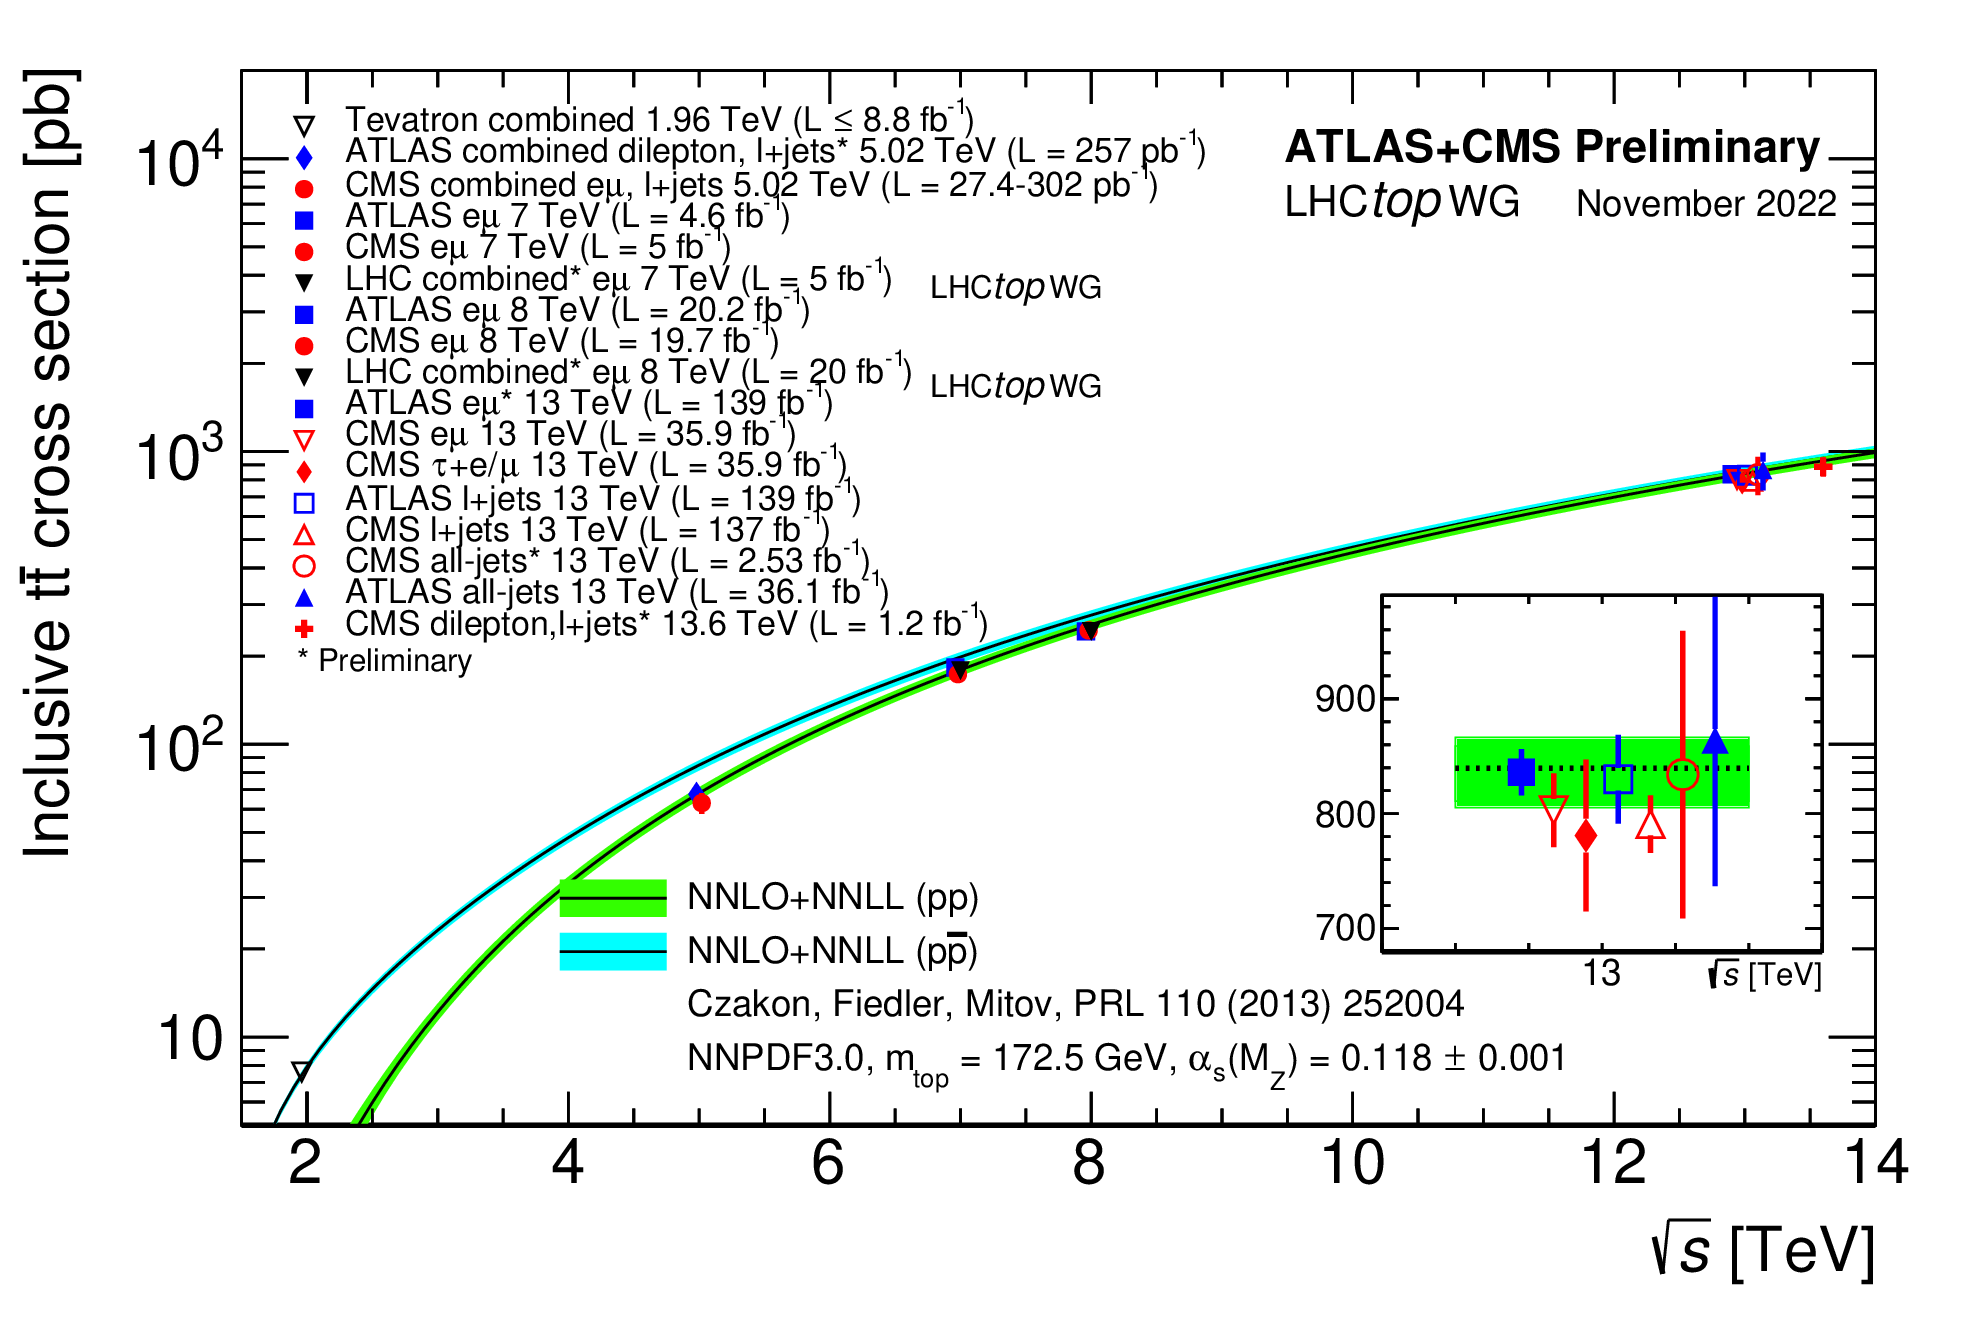 Inclusive tt̄ cross section [pb]
10⁴
10³
10²
10
Tevatron combined 1.96 TeV (L ≤ 8.8 fb⁻¹)
ATLAS combined dilepton, l+jets* 5.02 TeV (L = 257 pb⁻¹)
CMS combined eμ, l+jets 5.02 TeV (L = 27.4-302 pb⁻¹)
ATLAS eμ 7 TeV (L = 4.6 fb⁻¹)
CMS eμ 7 TeV (L = 5 fb⁻¹)
LHC combined* eμ 7 TeV (L = 5 fb⁻¹) LHCtopWG
ATLAS eμ 8 TeV (L = 20.2 fb⁻¹)
CMS eμ 8 TeV (L = 19.7 fb⁻¹)
LHC combined* eμ 8 TeV (L = 20 fb⁻¹) LHCtopWG
ATLAS eμ* 13 TeV (L = 139 fb⁻¹)
CMS eμ 13 TeV (L = 35.9 fb⁻¹)
CMS τ+e/μ 13 TeV (L = 35.9 fb⁻¹)
ATLAS l+jets 13 TeV (L = 139 fb⁻¹)
CMS l+jets 13 TeV (L = 137 fb⁻¹)
CMS all-jets* 13 TeV (L = 2.53 fb⁻¹)
ATLAS all-jets 13 TeV (L = 36.1 fb⁻¹)
CMS dilepton,l+jets* 13.6 TeV (L = 1.2 fb⁻¹)
* Preliminary
ATLAS+CMS Preliminary
LHCtopWG November 2022
900
800
700
13
√s [TeV]
NNLO+NNLL (pp)
NNLO+NNLL (pp̄)
Czakon, Fiedler, Mitov, PRL 110 (2013) 252004
NNPDF3.0, m_top = 172.5 GeV, α_s(M_Z) = 0.118 ± 0.001
2 4 6 8 10 12 14
√s [TeV]